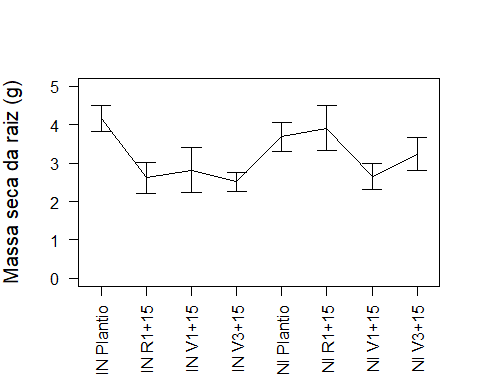 Massa seca da raiz (g)
5
4
3
2
1
0
IN Plantio
IN R1+15
IN V1+15
IN V3+15
NI Plantio
NI R1+15
NI V1+15
NI V3+15